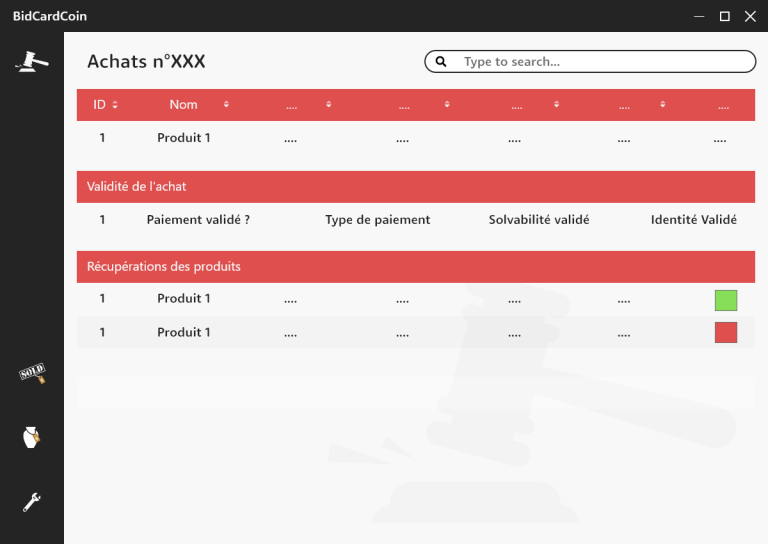 BidCardCoin
Achats n°XXX
Type to search...
ID Nom .... .... .... .... ....
1 Produit 1 .... .... .... .... ....
Validité de l'achat
1 Paiement validé ? Type de paiement Solvabilité validé Identité Validé
Récupérations des produits
1 Produit 1 .... .... .... ....
1 Produit 1 .... .... .... ....
SOLD